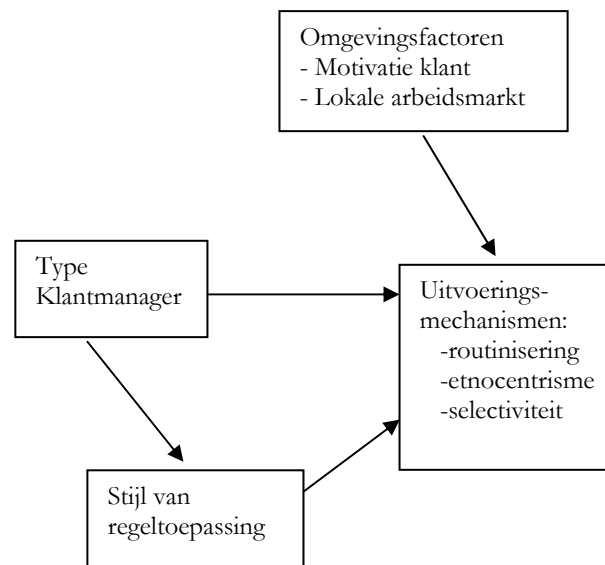 Omgevingsfactoren
- Motivatie klant
- Lokale arbeidsmarkt
Type
Klantmanager
Uitvoerings-
mechanismen:
-routinisering
-etnocentrisme
-selectiviteit
Stijl van
regeltoepassing